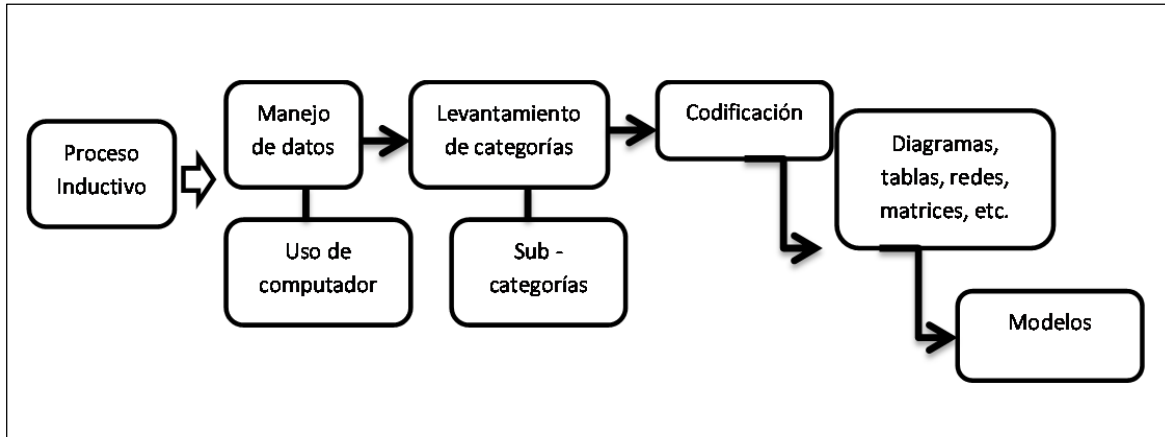 Proceso
Inductivo
Manejo
de datos
Uso de
computador
Levantamiento
de categorías
Sub -
categorías
Codificación
Diagramas,
tablas, redes,
matrices, etc.
Modelos